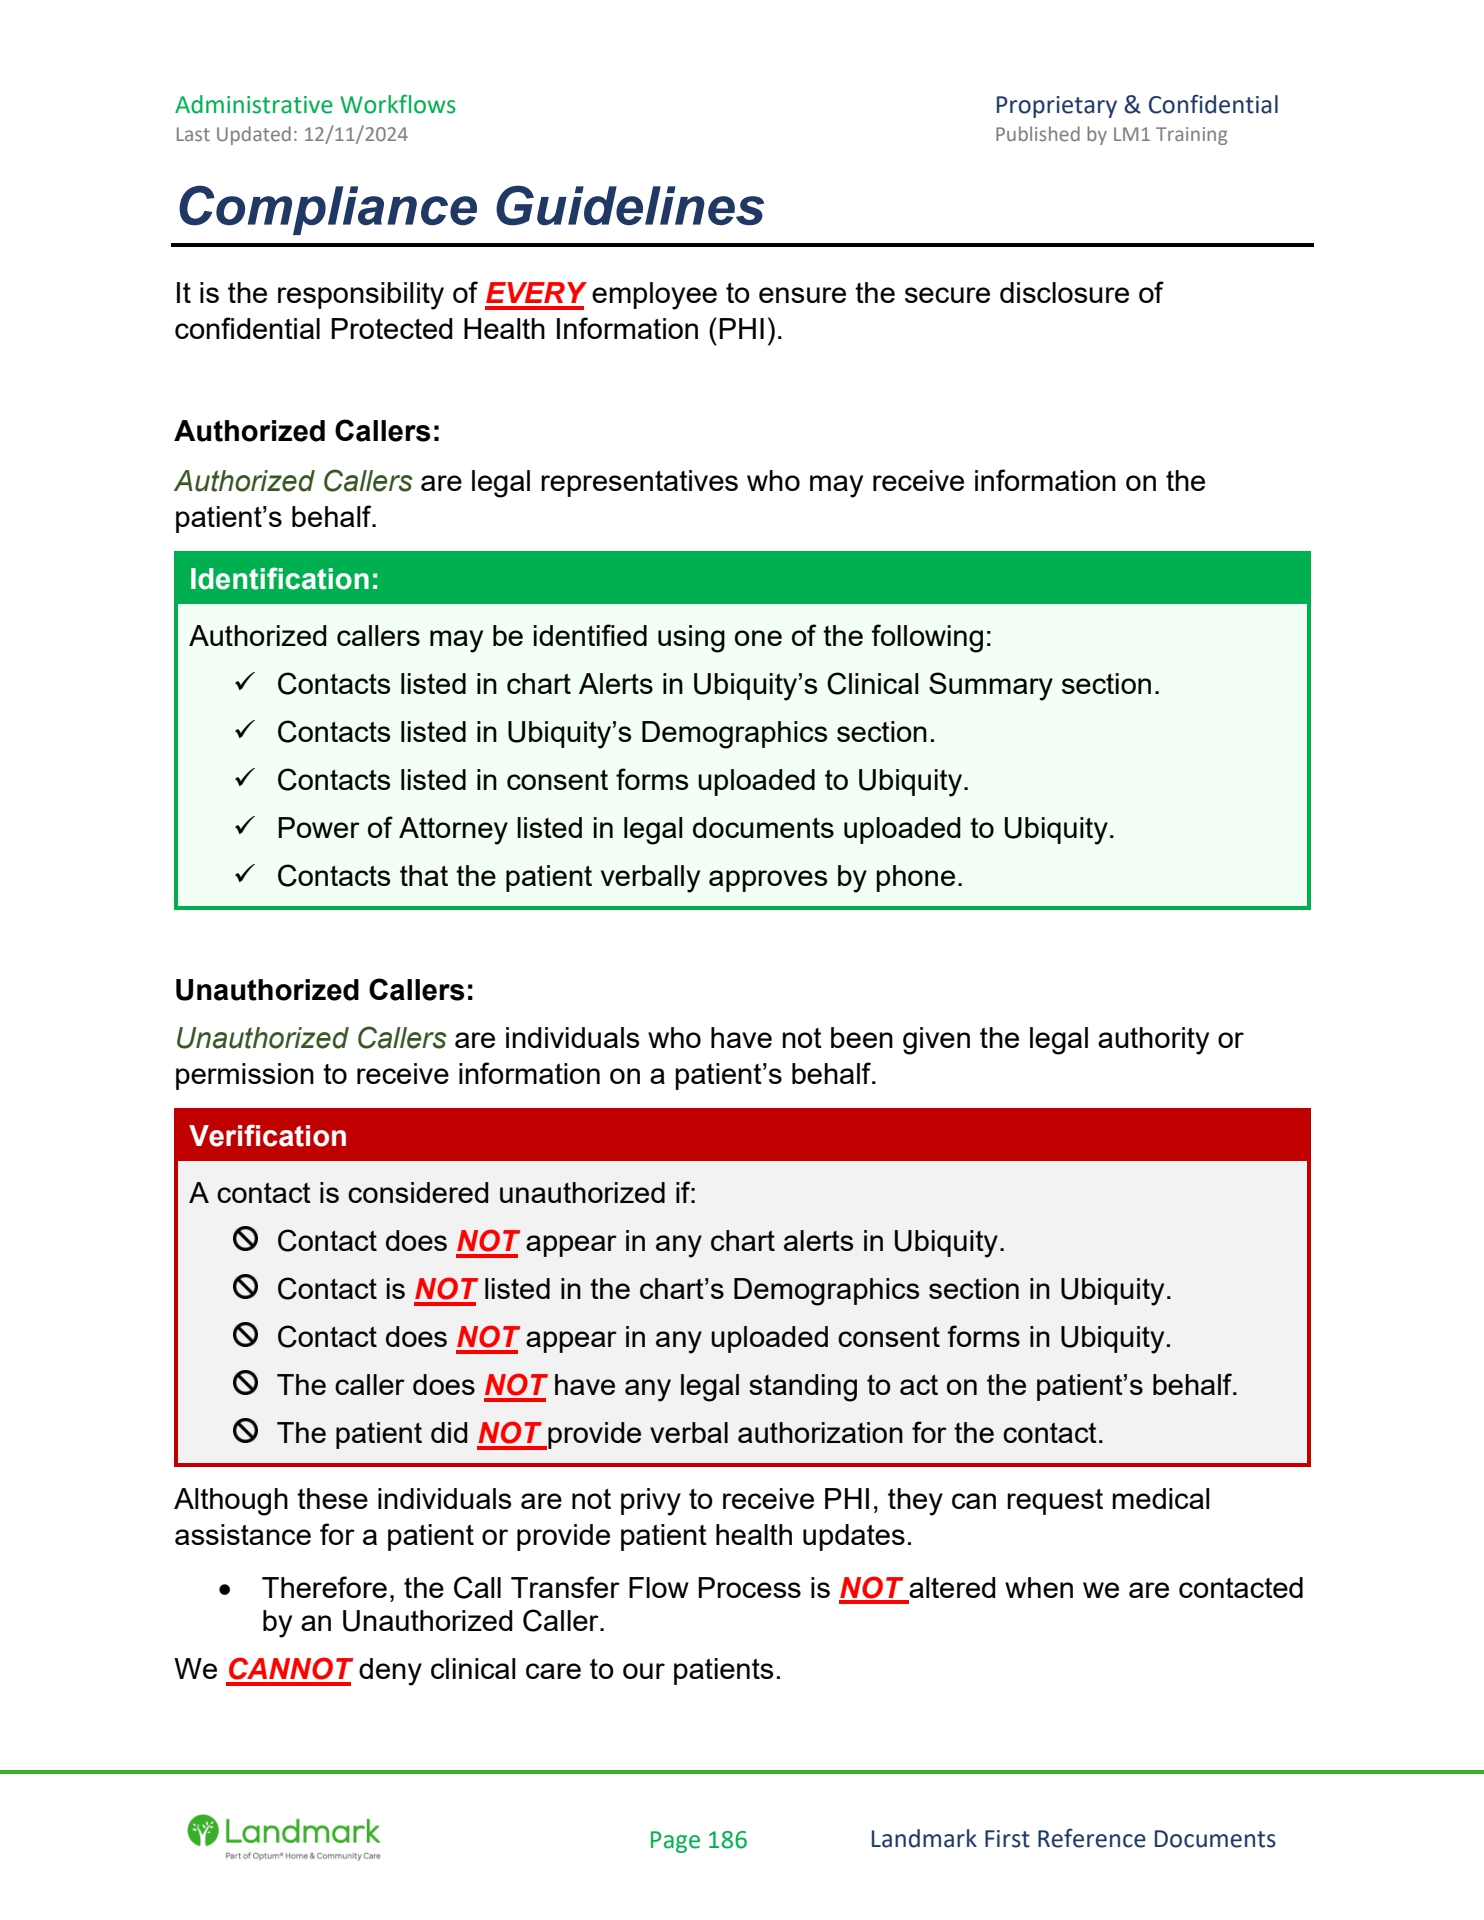 Administrative Workflows
Proprietary & Confidential
Last Updated: 12/11/2024
Published by LM1 Training
Compliance Guidelines
It is the responsibility of EVERY employee to ensure the secure disclosure of
confidential Protected Health Information (PHI).
Authorized Callers:
Authorized Callers are legal representatives who may receive information on the
patient’s behalf.
Identification:
Authorized callers may be identified using one of the following:
✓ Contacts listed in chart Alerts in Ubiquity’s Clinical Summary section.
✓ Contacts listed in Ubiquity’s Demographics section.
✓ Contacts listed in consent forms uploaded to Ubiquity.
✓ Power of Attorney listed in legal documents uploaded to Ubiquity.
✓ Contacts that the patient verbally approves by phone.
Unauthorized Callers:
Unauthorized Callers are individuals who have not been given the legal authority or
permission to receive information on a patient’s behalf.
Verification
A contact is considered unauthorized if:
Contact does NOT appear in any chart alerts in Ubiquity.
Contact is NOT listed in the chart’s Demographics section in Ubiquity.
Contact does NOT appear in any uploaded consent forms in Ubiquity.
The caller does NOT have any legal standing to act on the patient’s behalf.
The patient did NOT provide verbal authorization for the contact.
Although these individuals are not privy to receive PHI, they can request medical
assistance for a patient or provide patient health updates.
• Therefore, the Call Transfer Flow Process is NOT altered when we are contacted
by an Unauthorized Caller.
We CANNOT deny clinical care to our patients.
Landmark
Part of Optum® Home & Community Care
Page 186
Landmark First Reference Documents